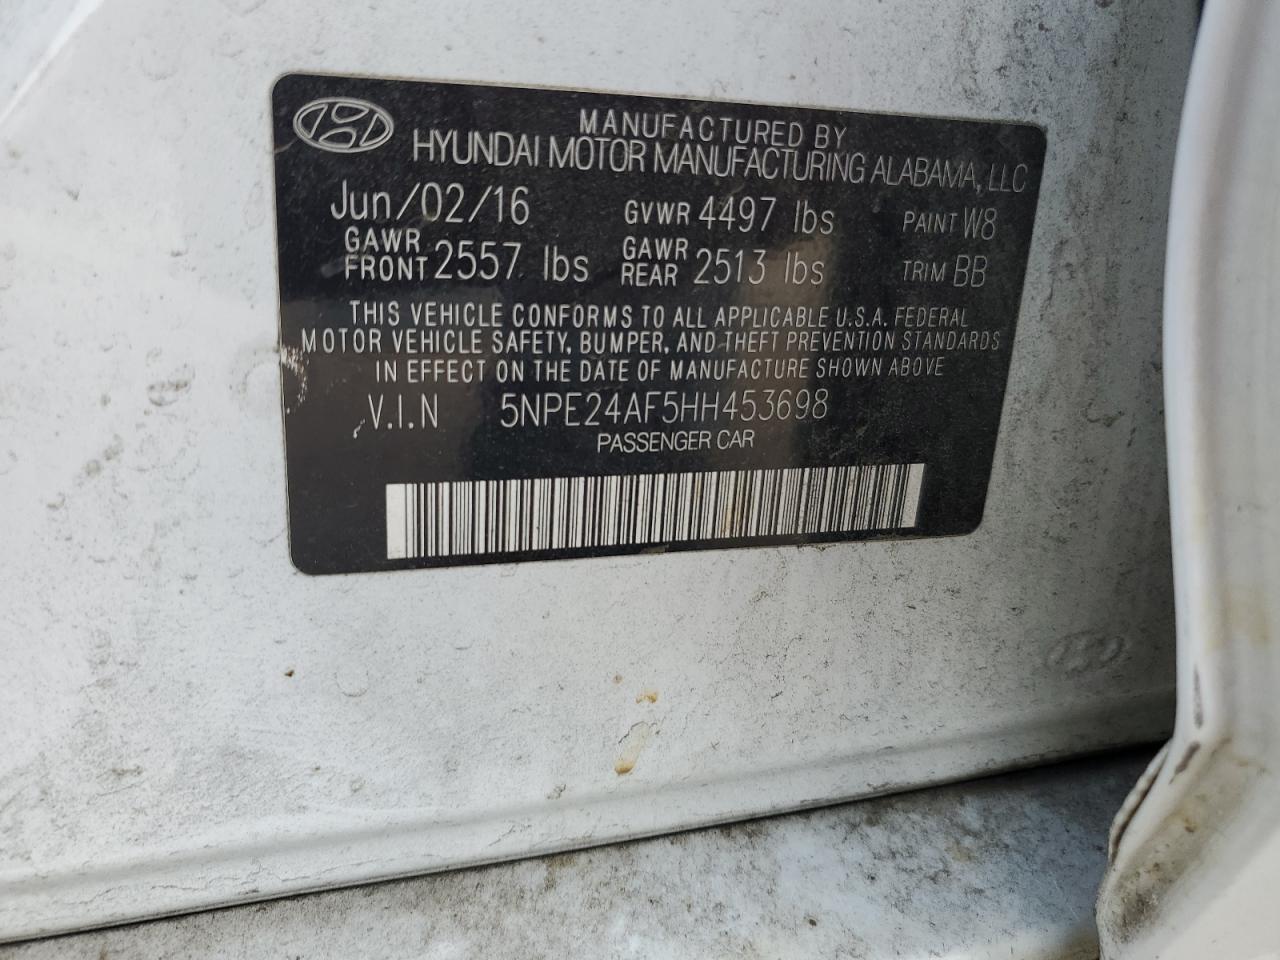 MANUFACTURED BY
HYUNDAI MOTOR MANUFACTURING ALABAMA, LLC
Jun/02/16 GVWR 4497 lbs PAINT W8
GAWR FRONT 2557 lbs GAWR REAR 2513 lbs TRIM BB
THIS VEHICLE CONFORMS TO ALL APPLICABLE U.S.A. FEDERAL
MOTOR VEHICLE SAFETY, BUMPER, AND THEFT PREVENTION STANDARDS
IN EFFECT ON THE DATE OF MANUFACTURE SHOWN ABOVE
V.I.N 5NPE24AF5HH453698
PASSENGER CAR